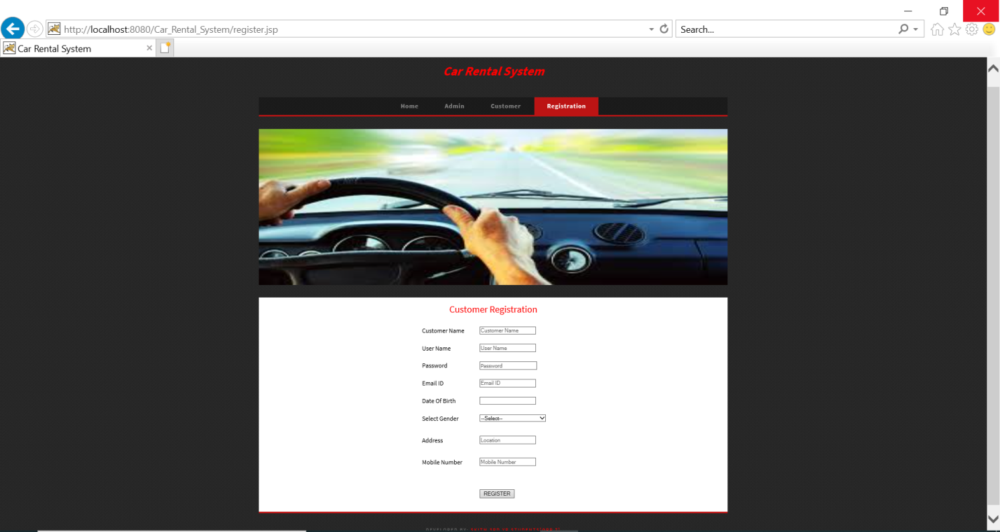 http://localhost:8080/Car_Rental_System/register.jsp
Search...
Car Rental System
Car Rental System
Home Admin Customer Registration
Customer Registration
Customer Name Customer Name
User Name User Name
Password Password
Email ID Email ID
Date Of Birth
Select Gender --Select--
Address Location
Mobile Number Mobile Number
REGISTER
DEVELOPED BY: